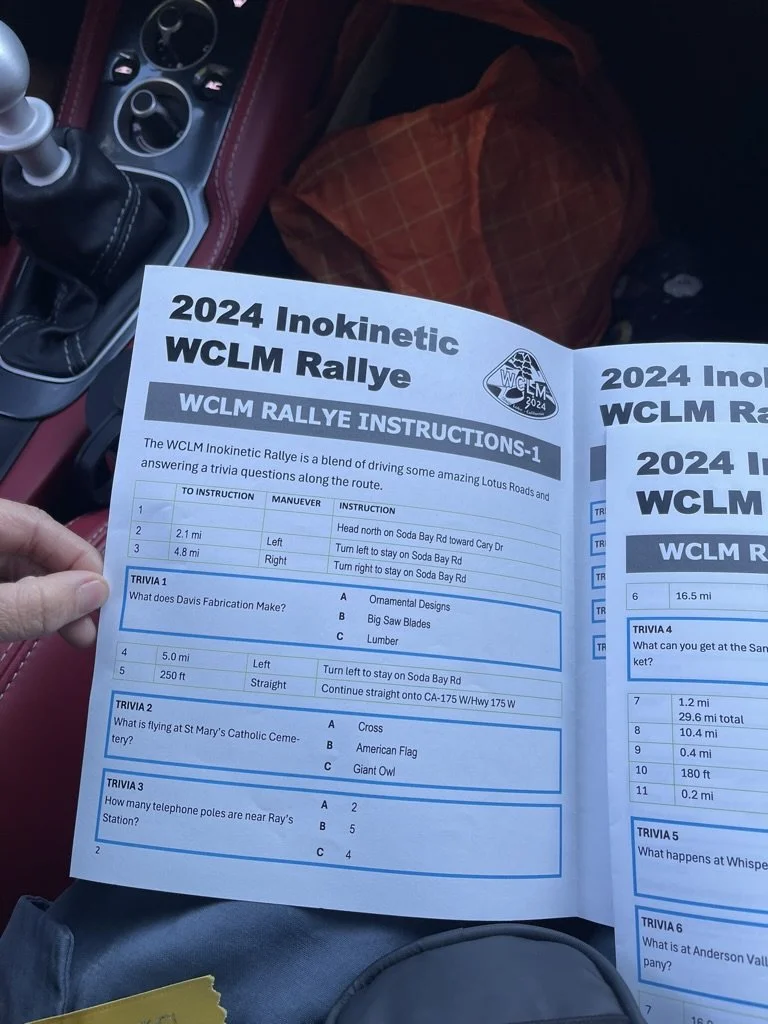 2024 Inokinetic
WCLM Rallye
WCLM
2024
WCLM RALLYE INSTRUCTIONS-1
The WCLM Inokinetic Rallye is a blend of driving some amazing Lotus Roads and
answering a trivia questions along the route.
TO INSTRUCTION MANUEVER INSTRUCTION
1 Head north on Soda Bay Rd toward Cary Dr
2 2.1 mi Left Turn left to stay on Soda Bay Rd
3 4.8 mi Right Turn right to stay on Soda Bay Rd
TRIVIA 1
What does Davis Fabrication Make?
A Ornamental Designs
B Big Saw Blades
C Lumber
4 5.0 mi Left Turn left to stay on Soda Bay Rd
5 250 ft Straight Continue straight onto CA-175 W/Hwy 175 W
TRIVIA 2
What is flying at St Mary's Catholic Ceme-
tery?
A Cross
B American Flag
C Giant Owl
TRIVIA 3
How many telephone poles are near Ray's
Station?
A 2
B 5
C 4
2
2024 Inol
WCLM Ra
TRI
TRI
TRI
TRI
TRI
2024 I
WCLM
WCLM R
6 16.5 mi
TRIVIA 4
What can you get at the San
ket?
7 1.2 mi
29.6 mi total
8 10.4 mi
9 0.4 mi
10 180 ft
11 0.2 mi
TRIVIA 5
What happens at Whispe
TRIVIA 6
What is at Anderson Vall
pany?
7
AC